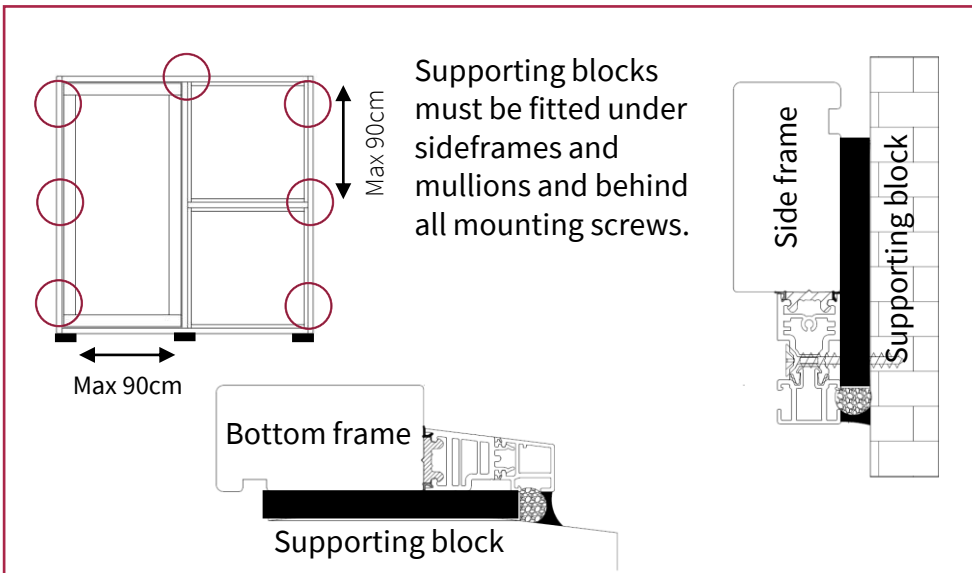 Supporting blocks
must be fitted under
sideframes and
mullions and behind
all mounting screws.
Max 90cm
Max 90cm
Side frame
Supporting block
Bottom frame
Supporting block